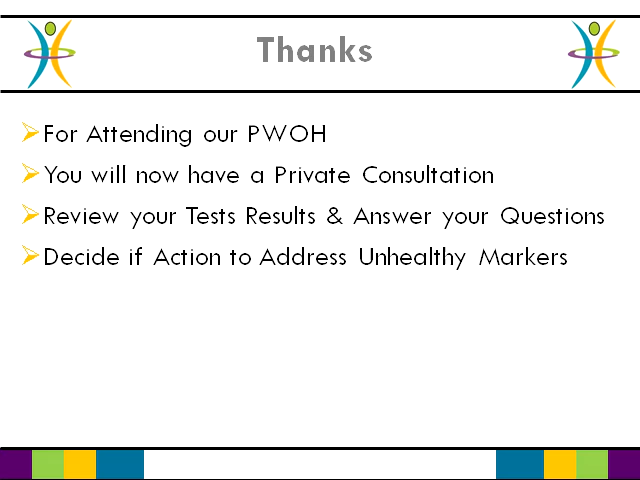 Thanks
For Attending our PWOH
You will now have a Private Consultation
Review your Tests Results & Answer your Questions
Decide if Action to Address Unhealthy Markers